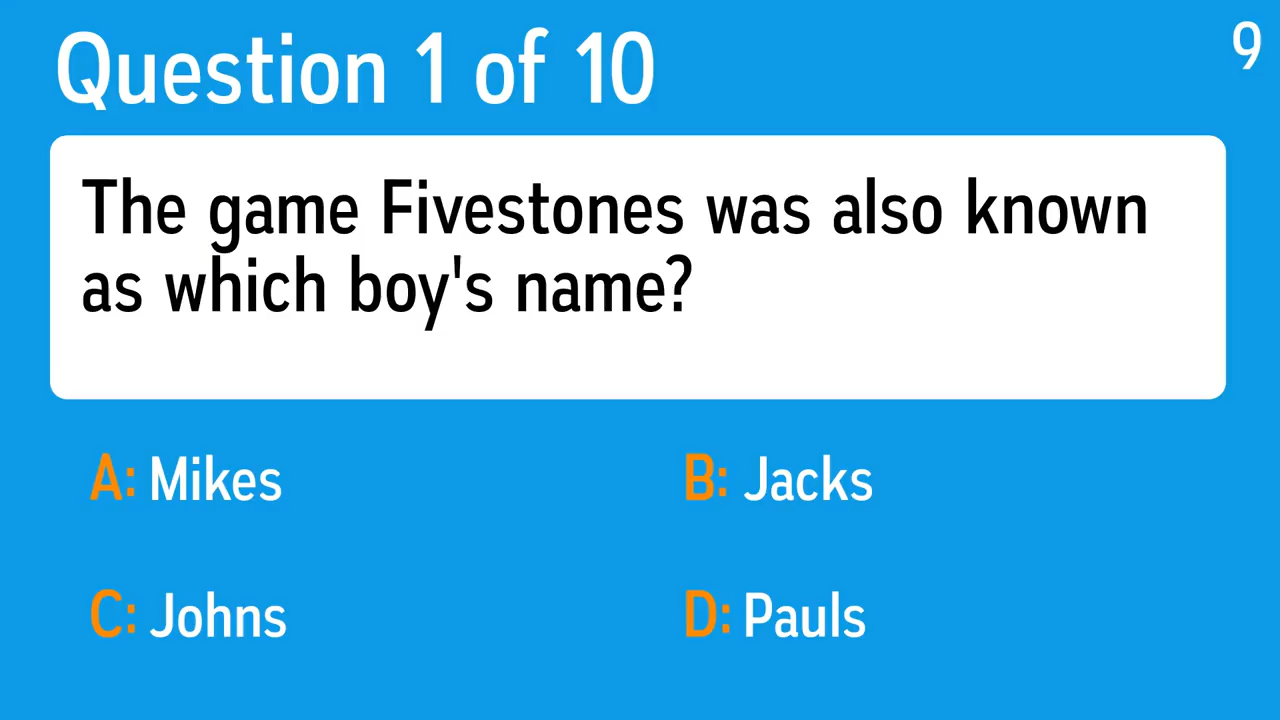 Question 1 of 10
9
The game Fivestones was also known
as which boy's name?
A: Mikes
B: Jacks
C: Johns
D: Pauls